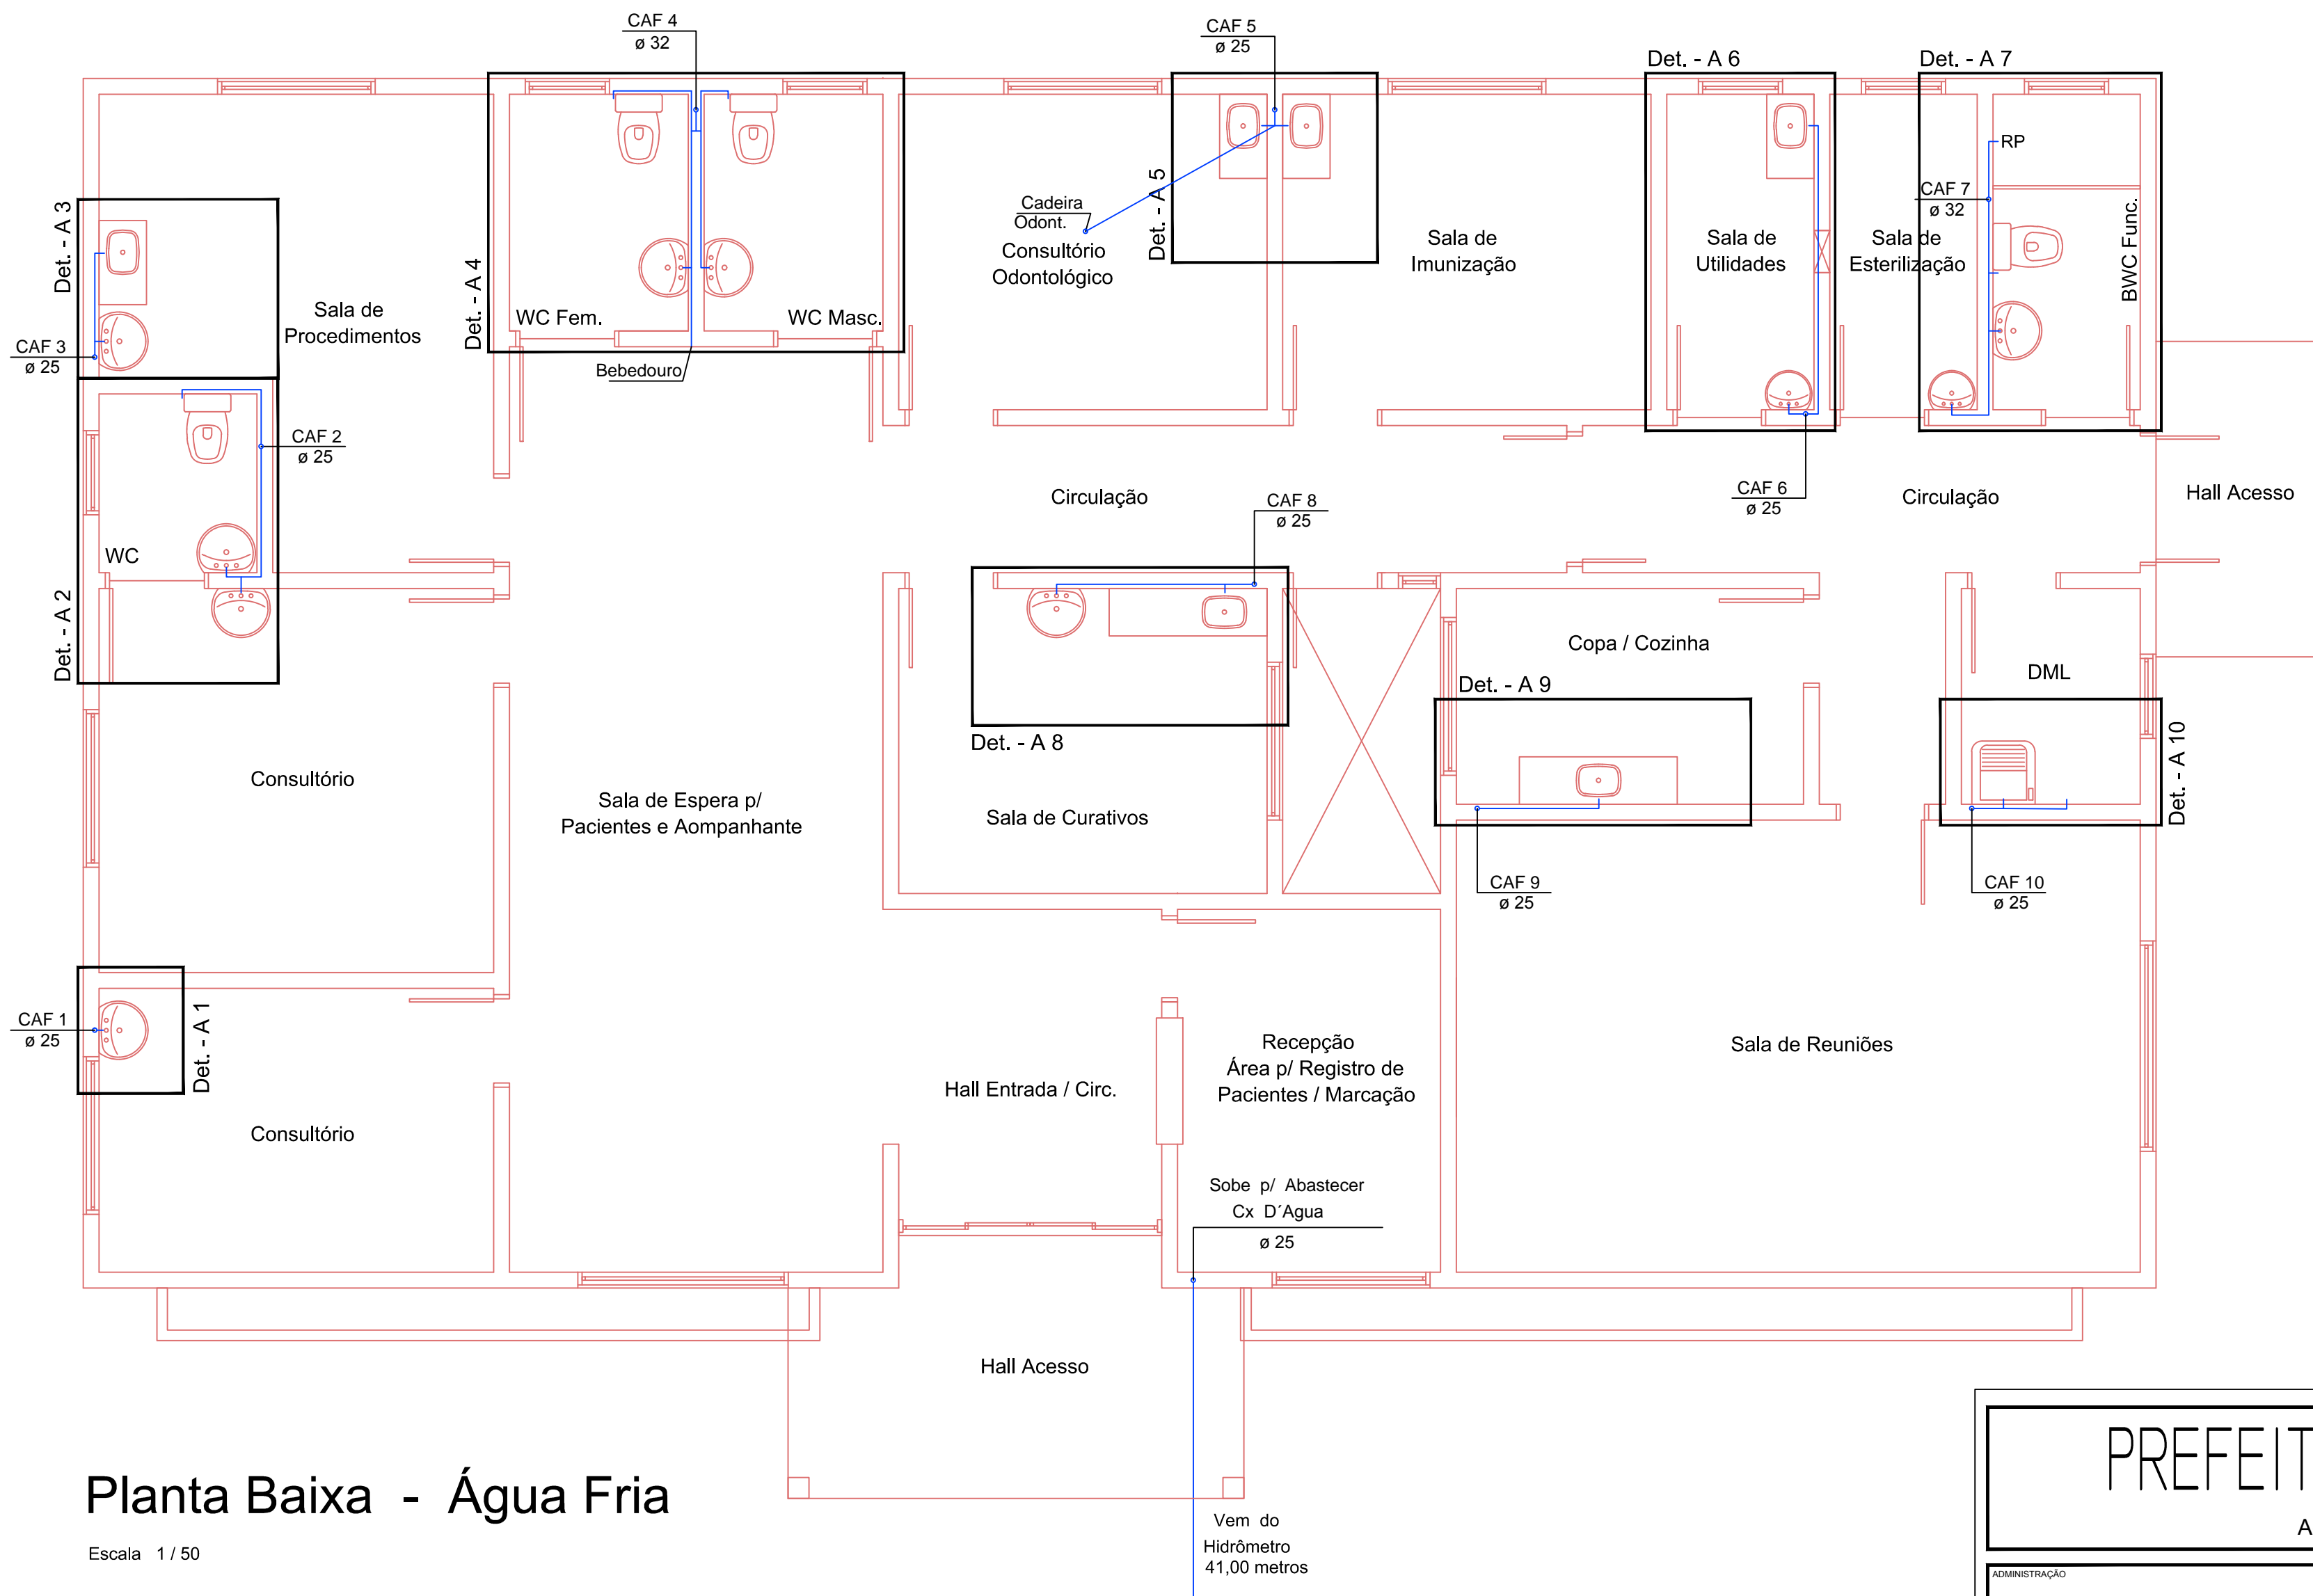 CAF 4
ø 32
CAF 5
ø 25
Det. - A 6
Det. - A 7
RP
CAF 7
ø 32
Det. - A 3
Det. - A 4
Det. - A 5
Cadeira
Odont.
Consultório
Odontológico
Sala de
Imunização
Sala de
Utilidades
Sala de
Esterilização
BWC Func.
Sala de
Procedimentos
WC Fem.
WC Masc.
CAF 3
ø 25
Bebedouro
CAF 2
ø 25
Circulação
CAF 8
ø 25
CAF 6
ø 25
Circulação
Hall Acesso
WC
Det. - A 2
Copa / Cozinha
DML
Det. - A 9
Det. - A 8
Det. - A 10
Consultório
Sala de Espera p/
Pacientes e Aompanhante
Sala de Curativos
CAF 9
ø 25
CAF 10
ø 25
CAF 1
ø 25
Det. - A 1
Recepção
Área p/ Registro de
Pacientes / Marcação
Sala de Reuniões
Hall Entrada / Circ.
Consultório
Sobe p/ Abastecer
Cx D´Agua
ø 25
Hall Acesso
Planta Baixa - Água Fria
Escala 1 / 50
Vem do
Hidrômetro
41,00 metros
PREFEIT
A
ADMINISTRAÇÃO